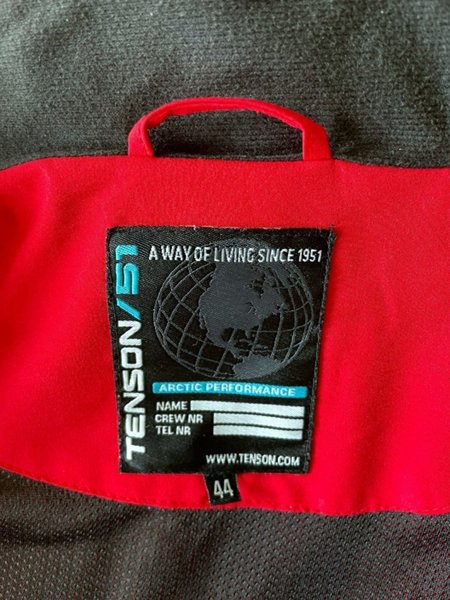 A WAY OF LIVING SINCE 1951
TENSON/51
ARCTIC PERFORMANCE
NAME
CREW NR
TEL NR
WWW.TENSON.COM
44